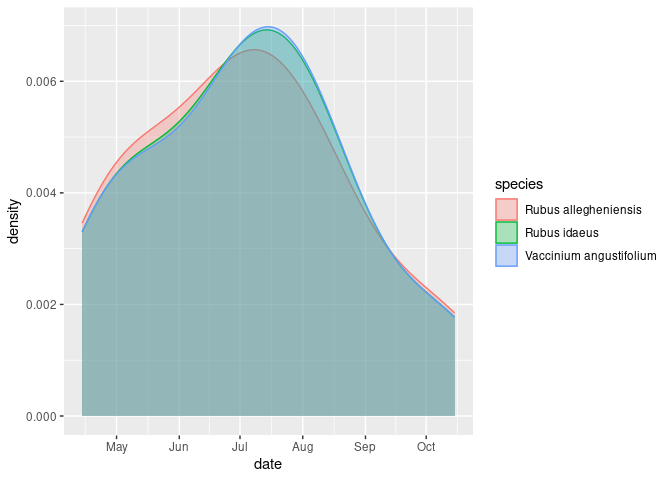 0.006
0.004
0.002
0.000
density
May Jun Jul Aug Sep Oct
date
species
Rubus allegheniensis
Rubus idaeus
Vaccinium angustifolium